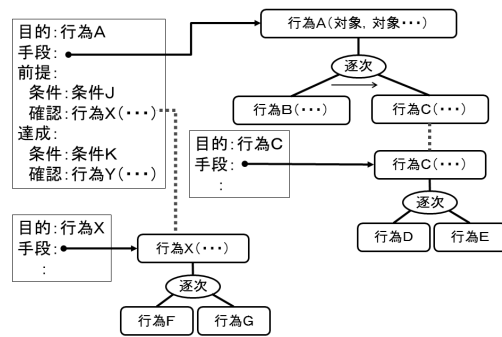 目的:行為A
手段:
前提:
条件:条件J
確認:行為X(・・・)
達成:
条件:条件K
確認:行為Y(・・・)
行為A(対象, 対象・・・)
逐次
行為B(・・・)
行為C(・・・)
目的:行為C
手段:
:
行為C(・・・)
逐次
行為D
行為E
目的:行為X
手段:
:
行為X(・・・)
逐次
行為F
行為G